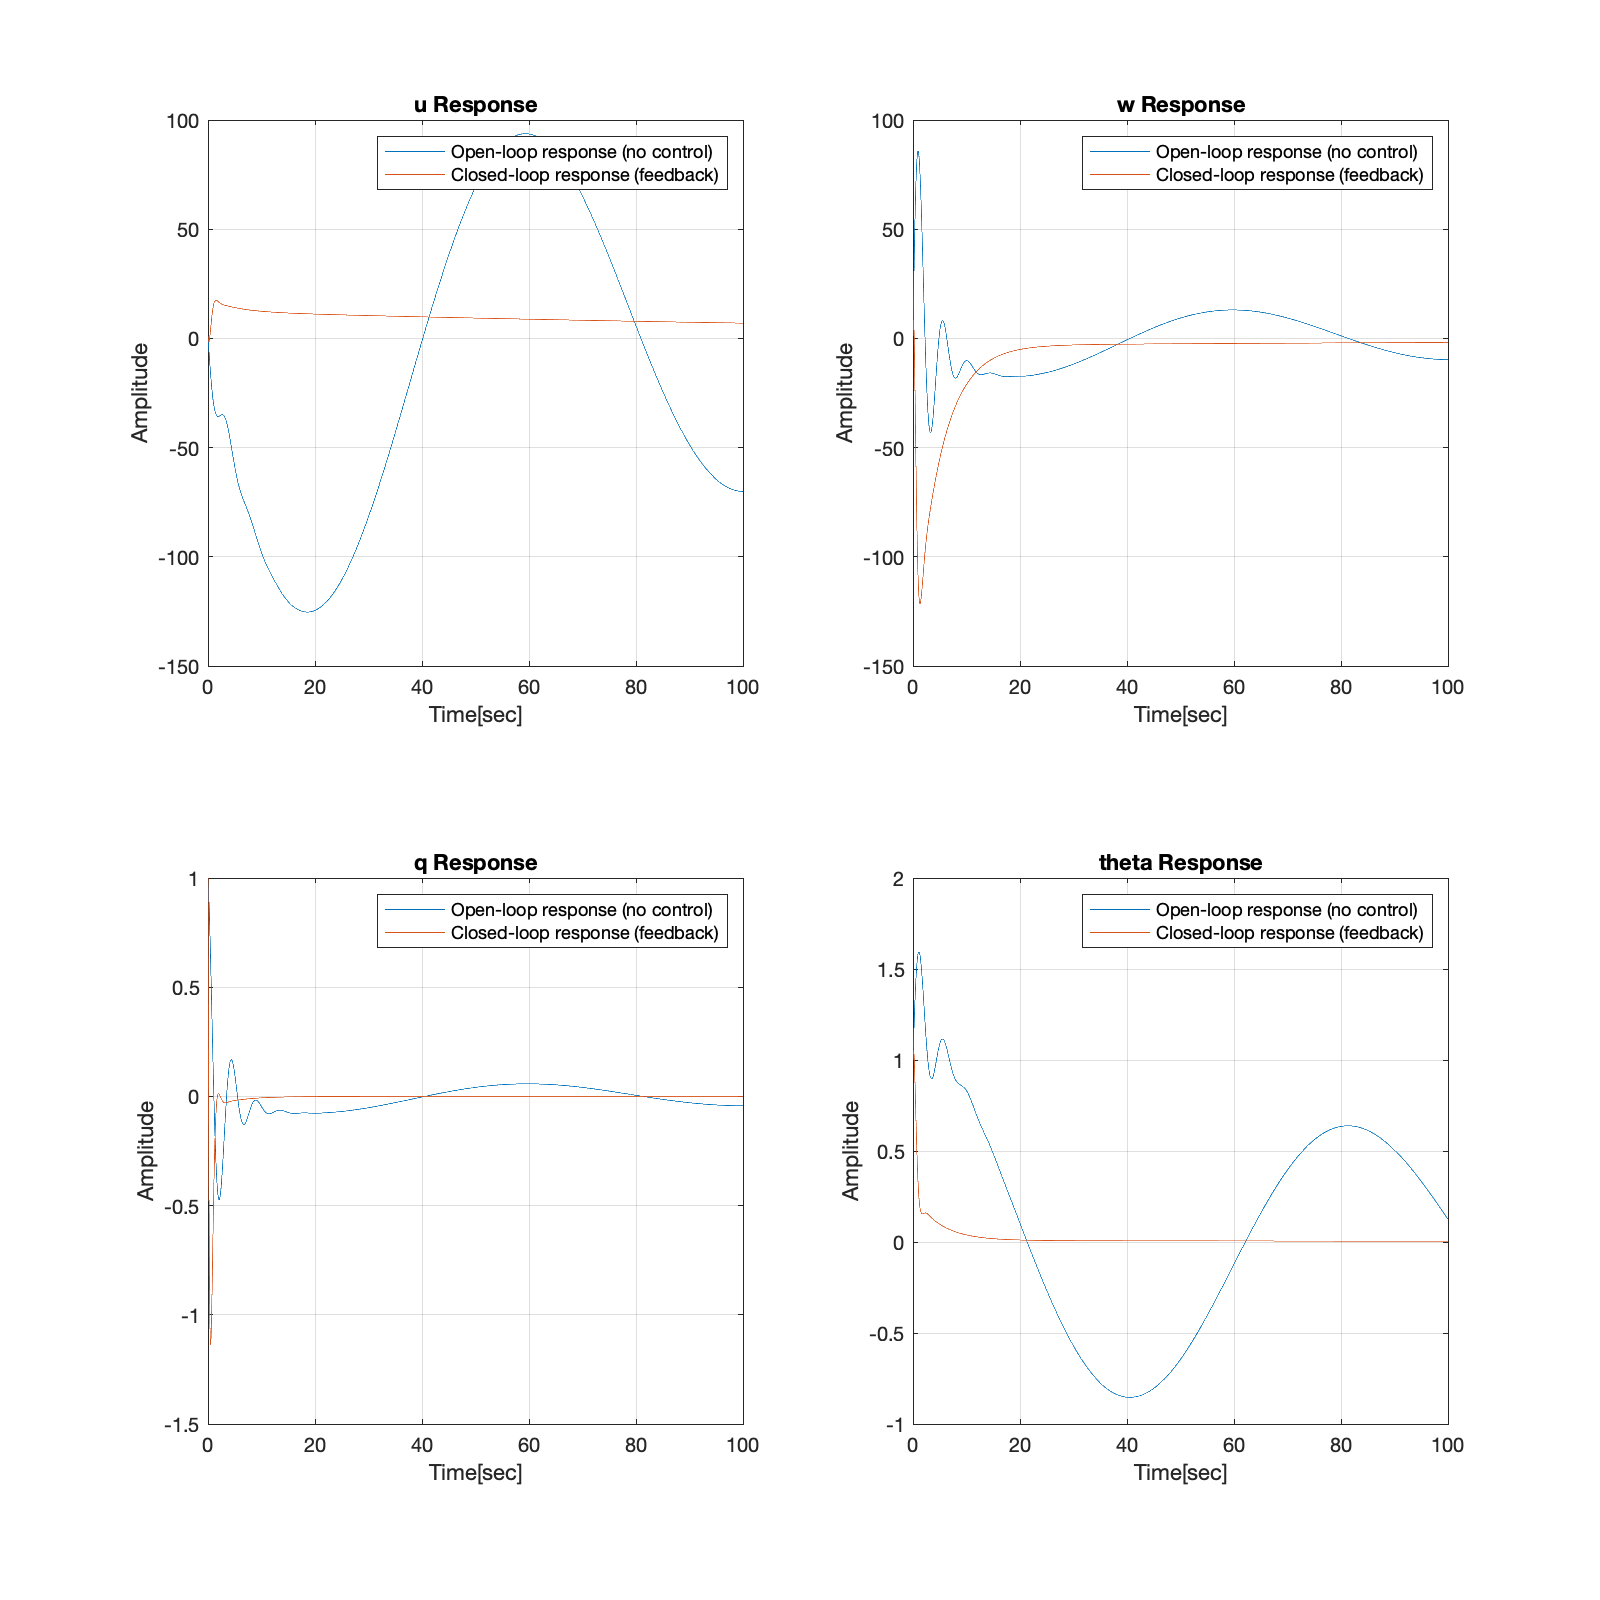 u Response
100
50
0
-50
-100
-150
Amplitude
Open-loop response (no control)
Closed-loop response (feedback)
0 20 40 60 80 100
Time[sec]
w Response
100
50
0
-50
-100
-150
Amplitude
Open-loop response (no control)
Closed-loop response (feedback)
0 20 40 60 80 100
Time[sec]
q Response
1
0.5
0
-0.5
-1
-1.5
Amplitude
Open-loop response (no control)
Closed-loop response (feedback)
0 20 40 60 80 100
Time[sec]
theta Response
2
1.5
1
0.5
0
-0.5
-1
Amplitude
Open-loop response (no control)
Closed-loop response (feedback)
0 20 40 60 80 100
Time[sec]